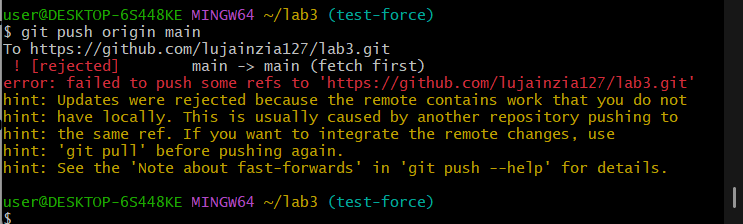 user@DESKTOP-6S448KE MINGW64 ~/lab3 (test-force)
$ git push origin main
To https://github.com/lujainzia127/lab3.git
 ! [rejected]        main -> main (fetch first)
error: failed to push some refs to 'https://github.com/lujainzia127/lab3.git'
hint: Updates were rejected because the remote contains work that you do not
hint: have locally. This is usually caused by another repository pushing to
hint: the same ref. If you want to integrate the remote changes, use
hint: 'git pull' before pushing again.
hint: See the 'Note about fast-forwards' in 'git push --help' for details.
user@DESKTOP-6S448KE MINGW64 ~/lab3 (test-force)
$